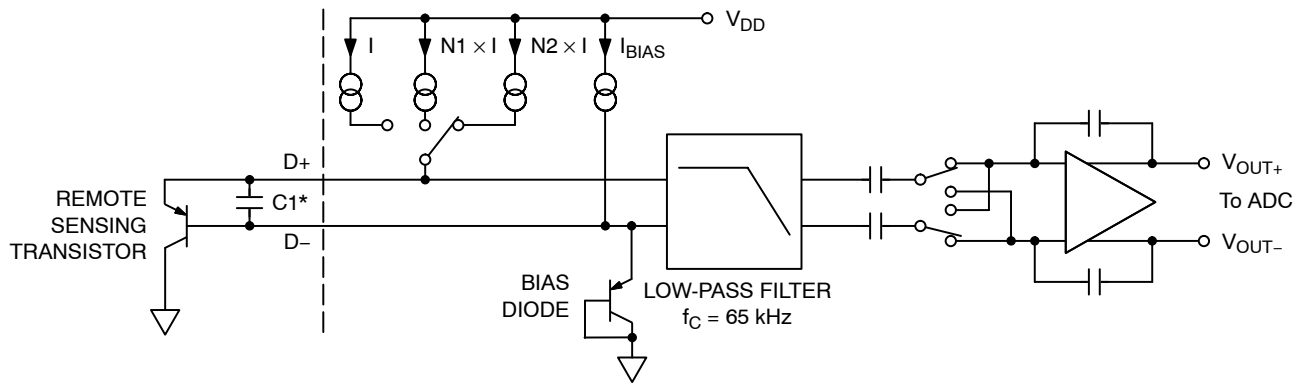 V_DD
I N1 × I N2 × I I_BIAS
D+
REMOTE
SENSING
TRANSISTOR
C1*
D−
BIAS
DIODE
LOW-PASS FILTER
f_C = 65 kHz
V_OUT+
To ADC
V_OUT−